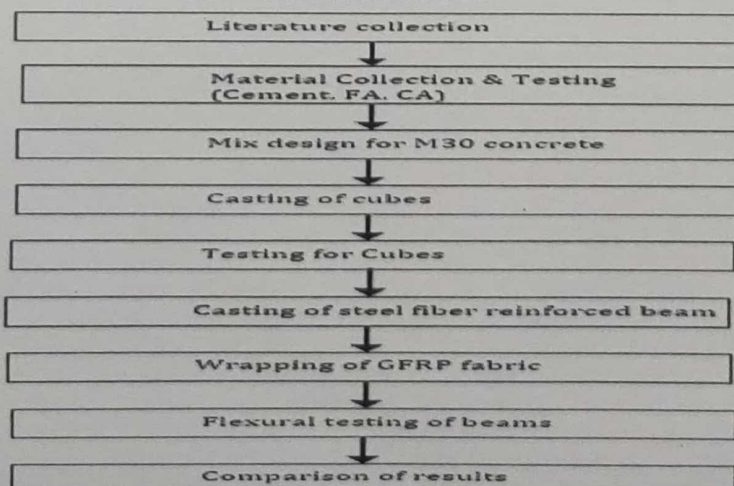 Literature collection
Material Collection & Testing
(Cement. FA. CA)
Mix design for M30 concrete
Casting of cubes
Testing for Cubes
Casting of steel fiber reinforced beam
Wrapping of GFRP fabric
Flexural testing of beams
Comparison of results